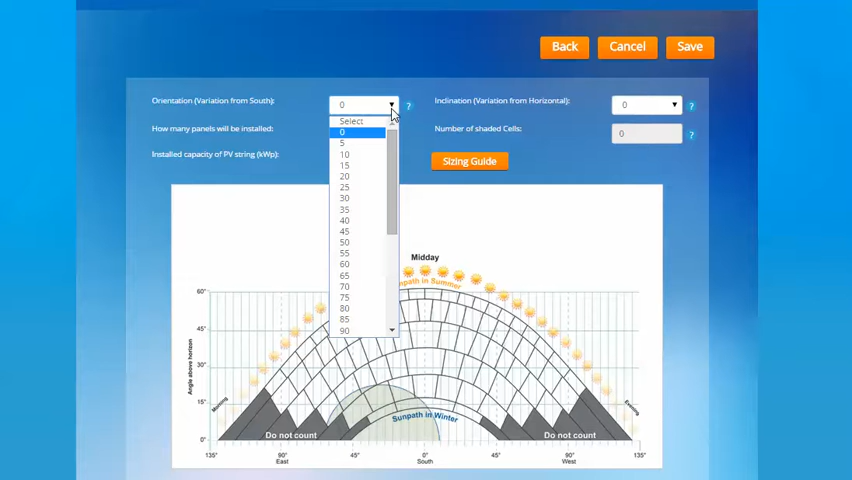 Back Cancel Save
Orientation (Variation from South): 0 ? Inclination (Variation from Horizontal): 0 ?
How many panels will be installed: Number of shaded Cells: 0 ?
Installed capacity of PV string (kWp): Sizing Guide
Select
0
5
10
15
20
25
30
35
40
45
50
55
60
65
70
75
80
85
90
Midday
npath in Summer
60°
45°
30°
15°
0°
Angle above horizon
Morning
Evening
Sunpath in Winter
Do not count Do not count
135° 90° 45° 0° 45° 90° 135°
East South West